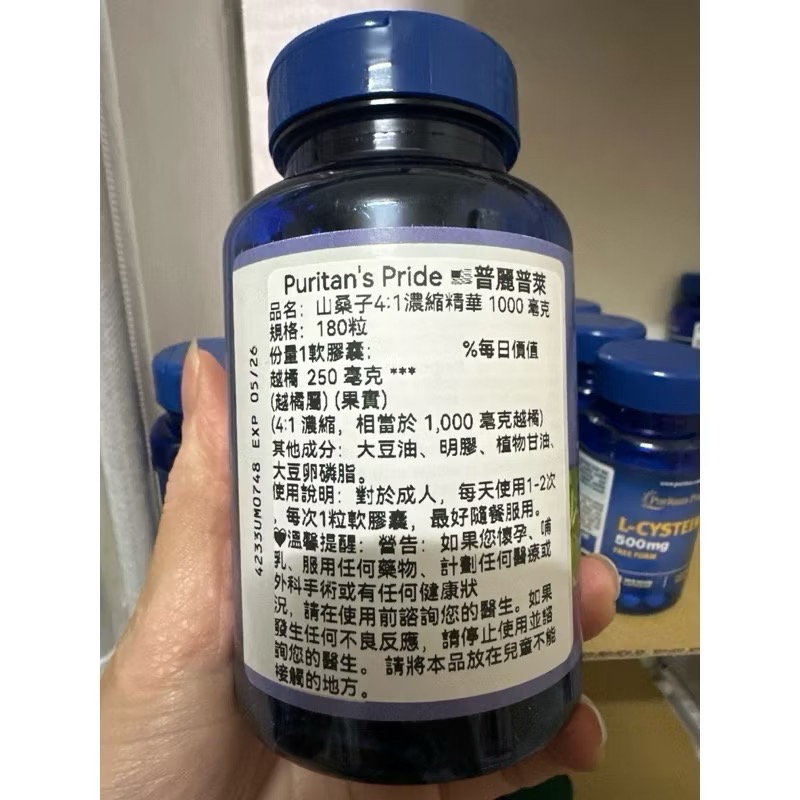 Puritan's Pride 普麗普萊
品名：山桑子4:1濃縮精華 1000 毫克
規格：180粒
份量1軟膠囊： %每日價值
越橘 250 毫克 ***
(越橘屬) (果實)
(4:1 濃縮，相當於 1,000 毫克越橘)
其他成分：大豆油、明膠、植物甘油、
大豆卵磷脂。
使用說明：對於成人，每天使用1-2次
，每次1粒軟膠囊，最好隨餐服用。
♥溫馨提醒：營告：如果您懷孕、哺
乳、服用任何藥物、計劃任何醫療或
外科手術或有任何健康狀
況，請在使用前諮詢您的醫生。如果
發生任何不良反應，請停止使用並諮
詢您的醫生。 請將本品放在兒童不能
接觸的地方。
4233UM0748 EXP 05/26
Puritan's Pri
L-CYSTEIN
500mg
FREE FORM